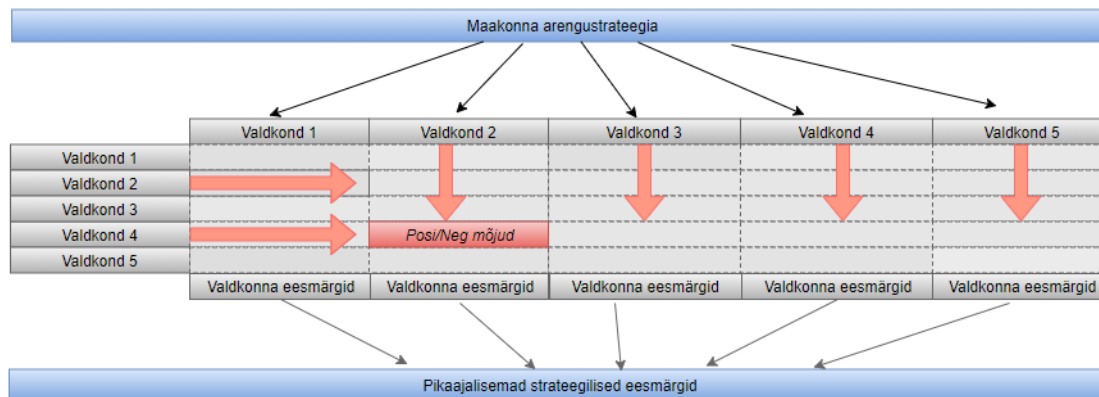 Maakonna arengustrateegia
Valdkond 1 Valdkond 2 Valdkond 3 Valdkond 4 Valdkond 5
Valdkond 1
Valdkond 2
Valdkond 3
Valdkond 4 Posi/Neg mõjud
Valdkond 5
Valdkonna eesmärgid Valdkonna eesmärgid Valdkonna eesmärgid Valdkonna eesmärgid Valdkonna eesmärgid
Pikaajalisemad strateegilised eesmärgid